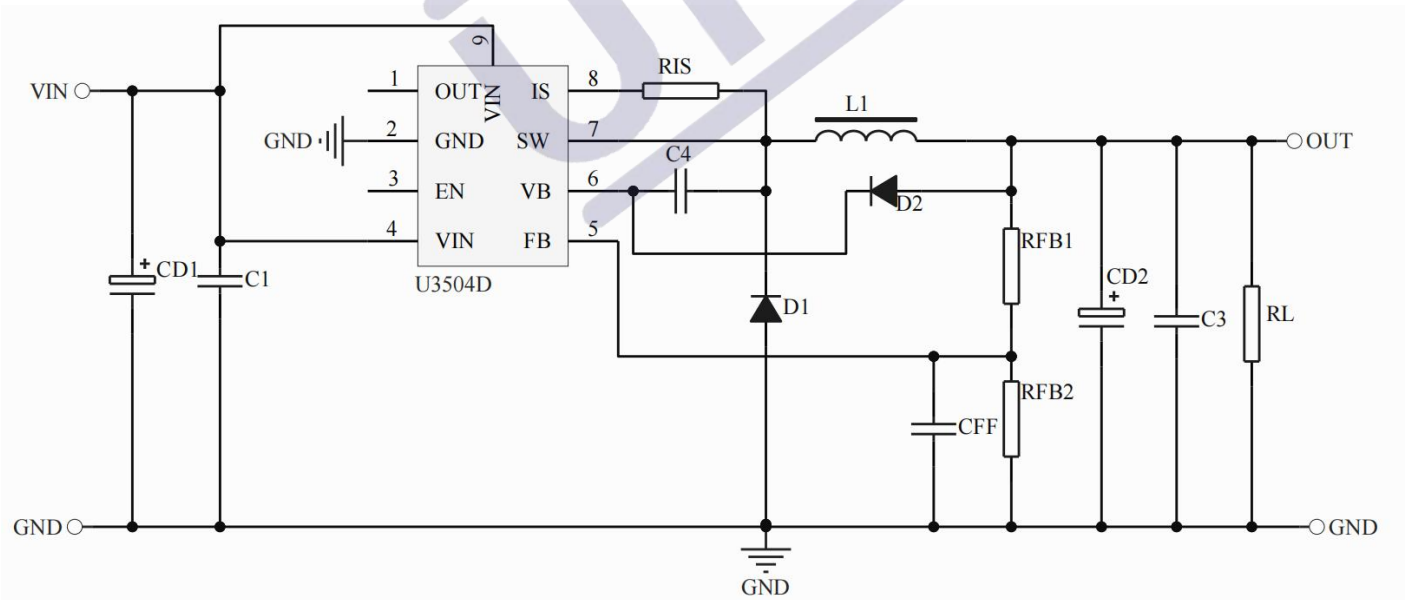 9
VIN
1
OUT
VIN
IS
8
RIS
L1
GND
2
GND
SW
7
OUT
C4
3
EN
VB
6
D2
4
VIN
FB
5
RFB1
+
CD1
C1
U3504D
D1
CD2
+
C3
RL
RFB2
CFF
GND
GND
GND